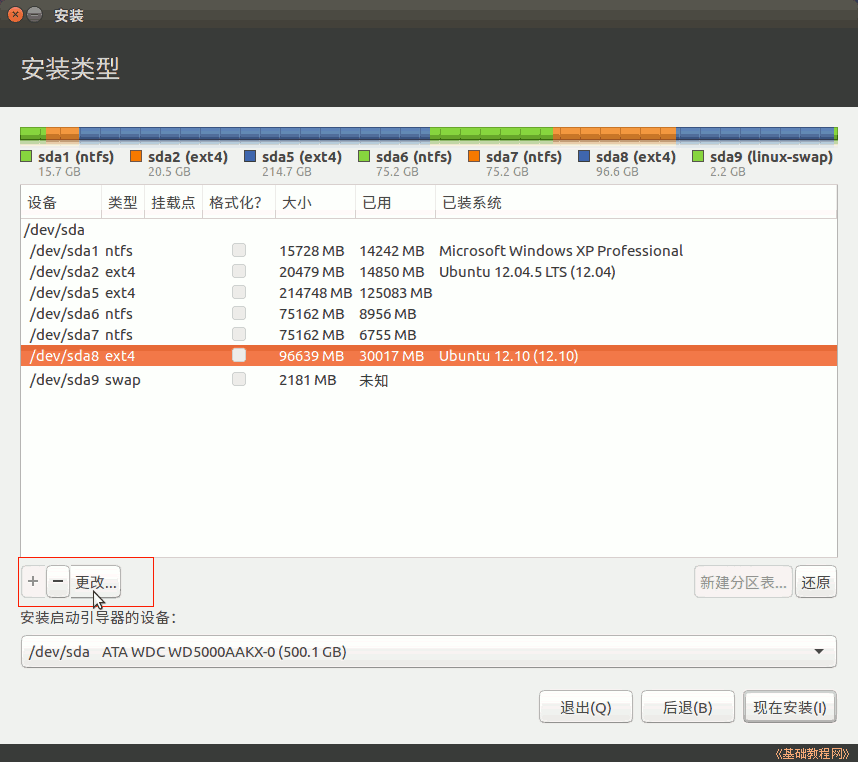 安装
安装类型
sda1 (ntfs) sda2 (ext4) sda5 (ext4) sda6 (ntfs) sda7 (ntfs) sda8 (ext4) sda9 (linux-swap)
15.7 GB 20.5 GB 214.7 GB 75.2 GB 75.2 GB 96.6 GB 2.2 GB
设备 类型 挂载点 格式化? 大小 已用 已装系统
/dev/sda
/dev/sda1 ntfs 15728 MB 14242 MB Microsoft Windows XP Professional
/dev/sda2 ext4 20479 MB 14850 MB Ubuntu 12.04.5 LTS (12.04)
/dev/sda5 ext4 214748 MB 125083 MB
/dev/sda6 ntfs 75162 MB 8956 MB
/dev/sda7 ntfs 75162 MB 6755 MB
/dev/sda8 ext4 96639 MB 30017 MB Ubuntu 12.10 (12.10)
/dev/sda9 swap 2181 MB 未知
+ − 更改... 新建分区表... 还原
安装启动引导器的设备：
/dev/sda ATA WDC WD5000AAKX-0 (500.1 GB)
退出(Q) 后退(B) 现在安装(I)
《基础教程网》